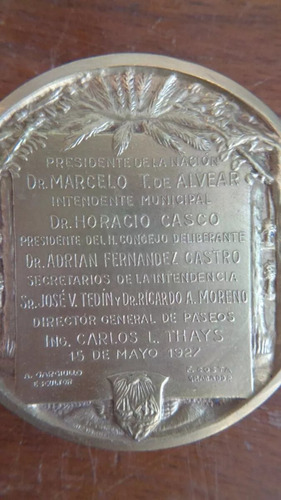 PRESIDENTE DE LA NACION
DR. MARCELO T. DE ALVEAR
INTENDENTE MUNICIPAL
DR. HORACIO CASCO
PRESIDENTE DEL H. CONCEJO DELIBERANTE
DR. ADRIAN FERNANDEZ CASTRO
SECRETARIOS DE LA INTENDENCIA
SR. JOSÉ V. TEDÍN Y DR. RICARDO A. MORENO
DIRECTOR GENERAL DE PASEOS
ING. CARLOS L. THAYS
15 DE MAYO 1927
ESCULTOR
GRABADOR